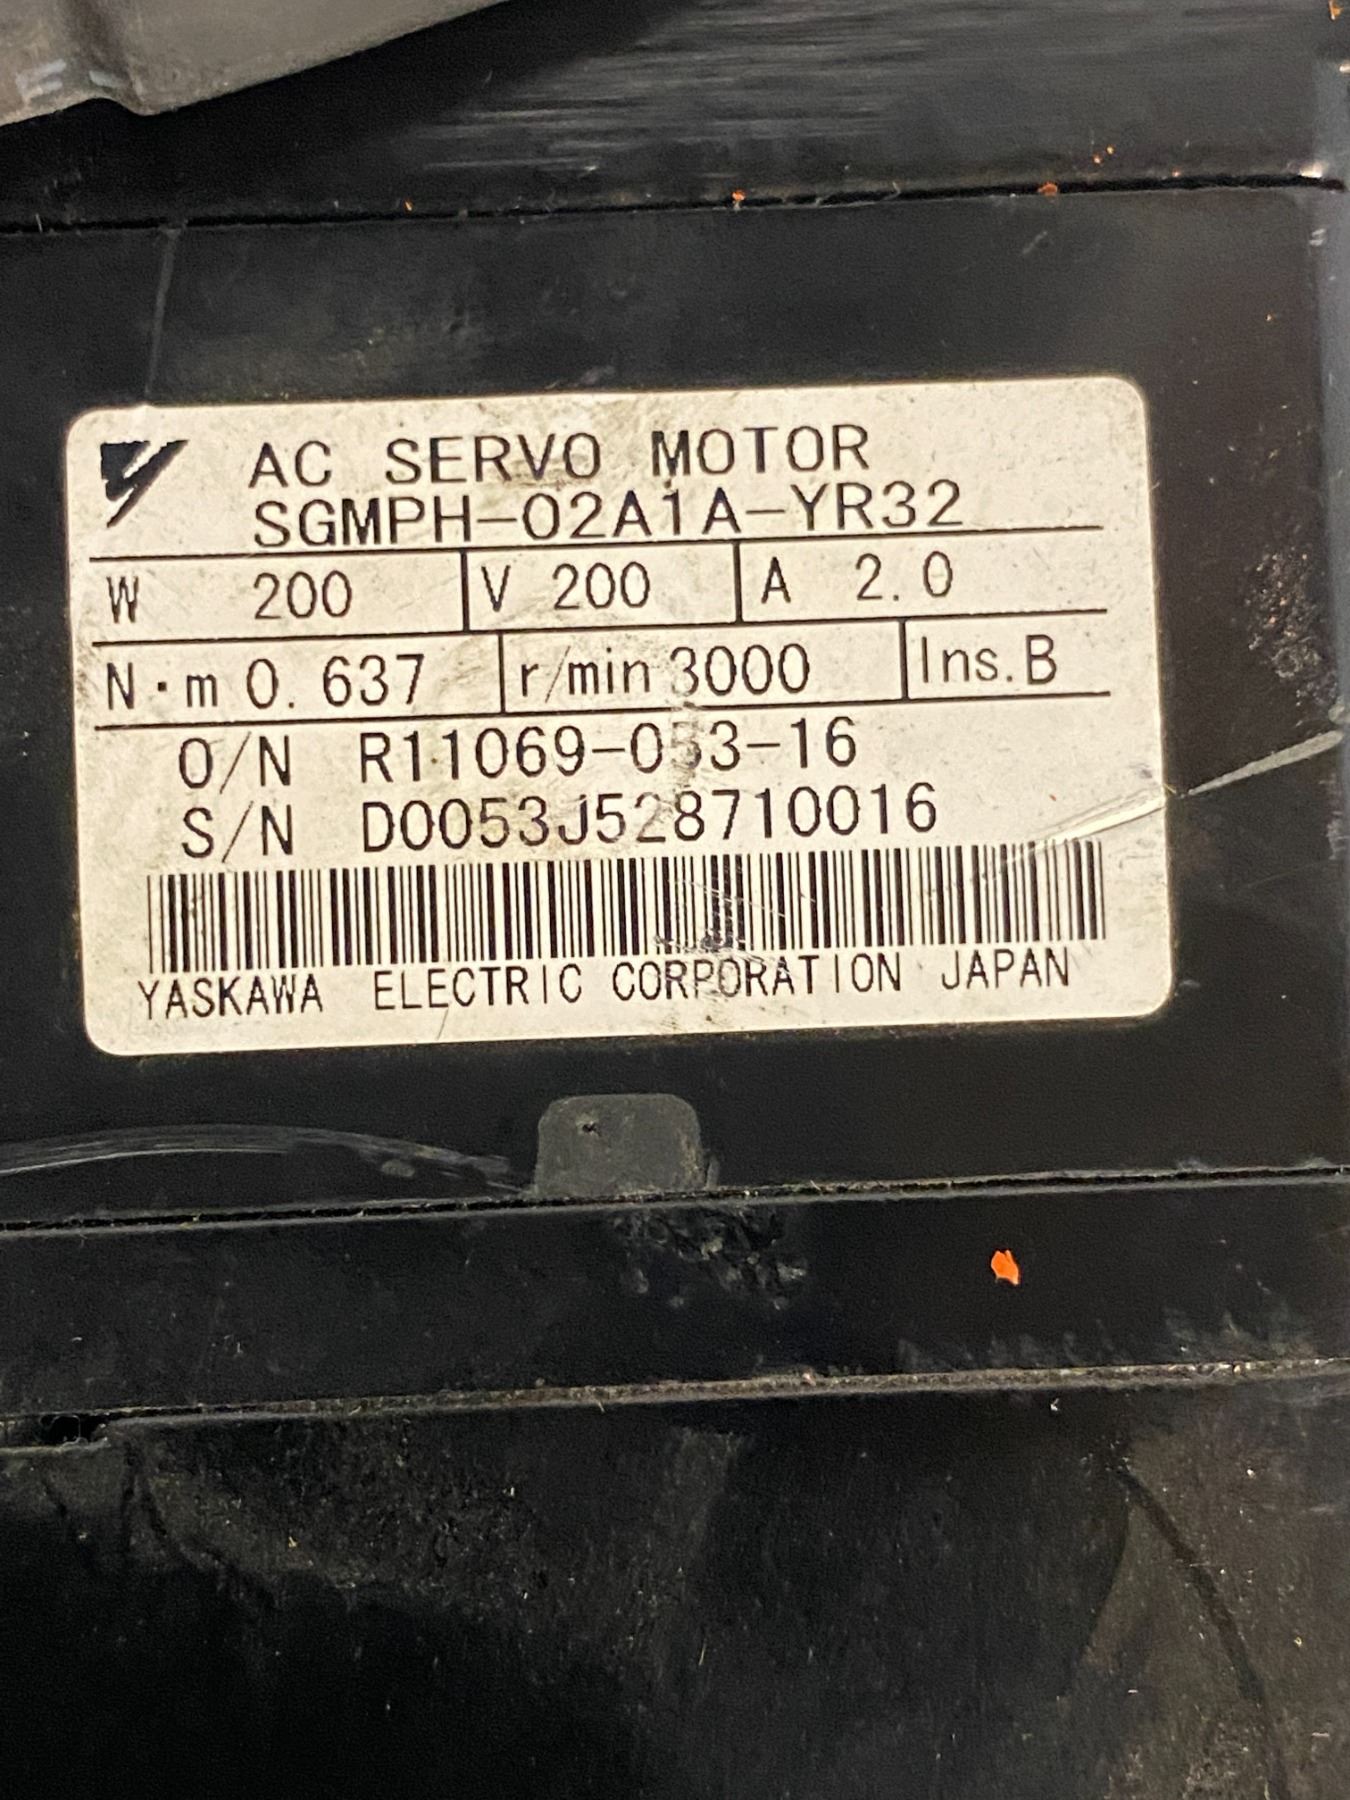 AC SERVO MOTOR
SGMPH-02A1A-YR32
W 200 V 200 A 2.0
N·m 0.637 r/min 3000 Ins.B
O/N R11069-053-16
S/N D0053J528710016
YASKAWA ELECTRIC CORPORATION JAPAN